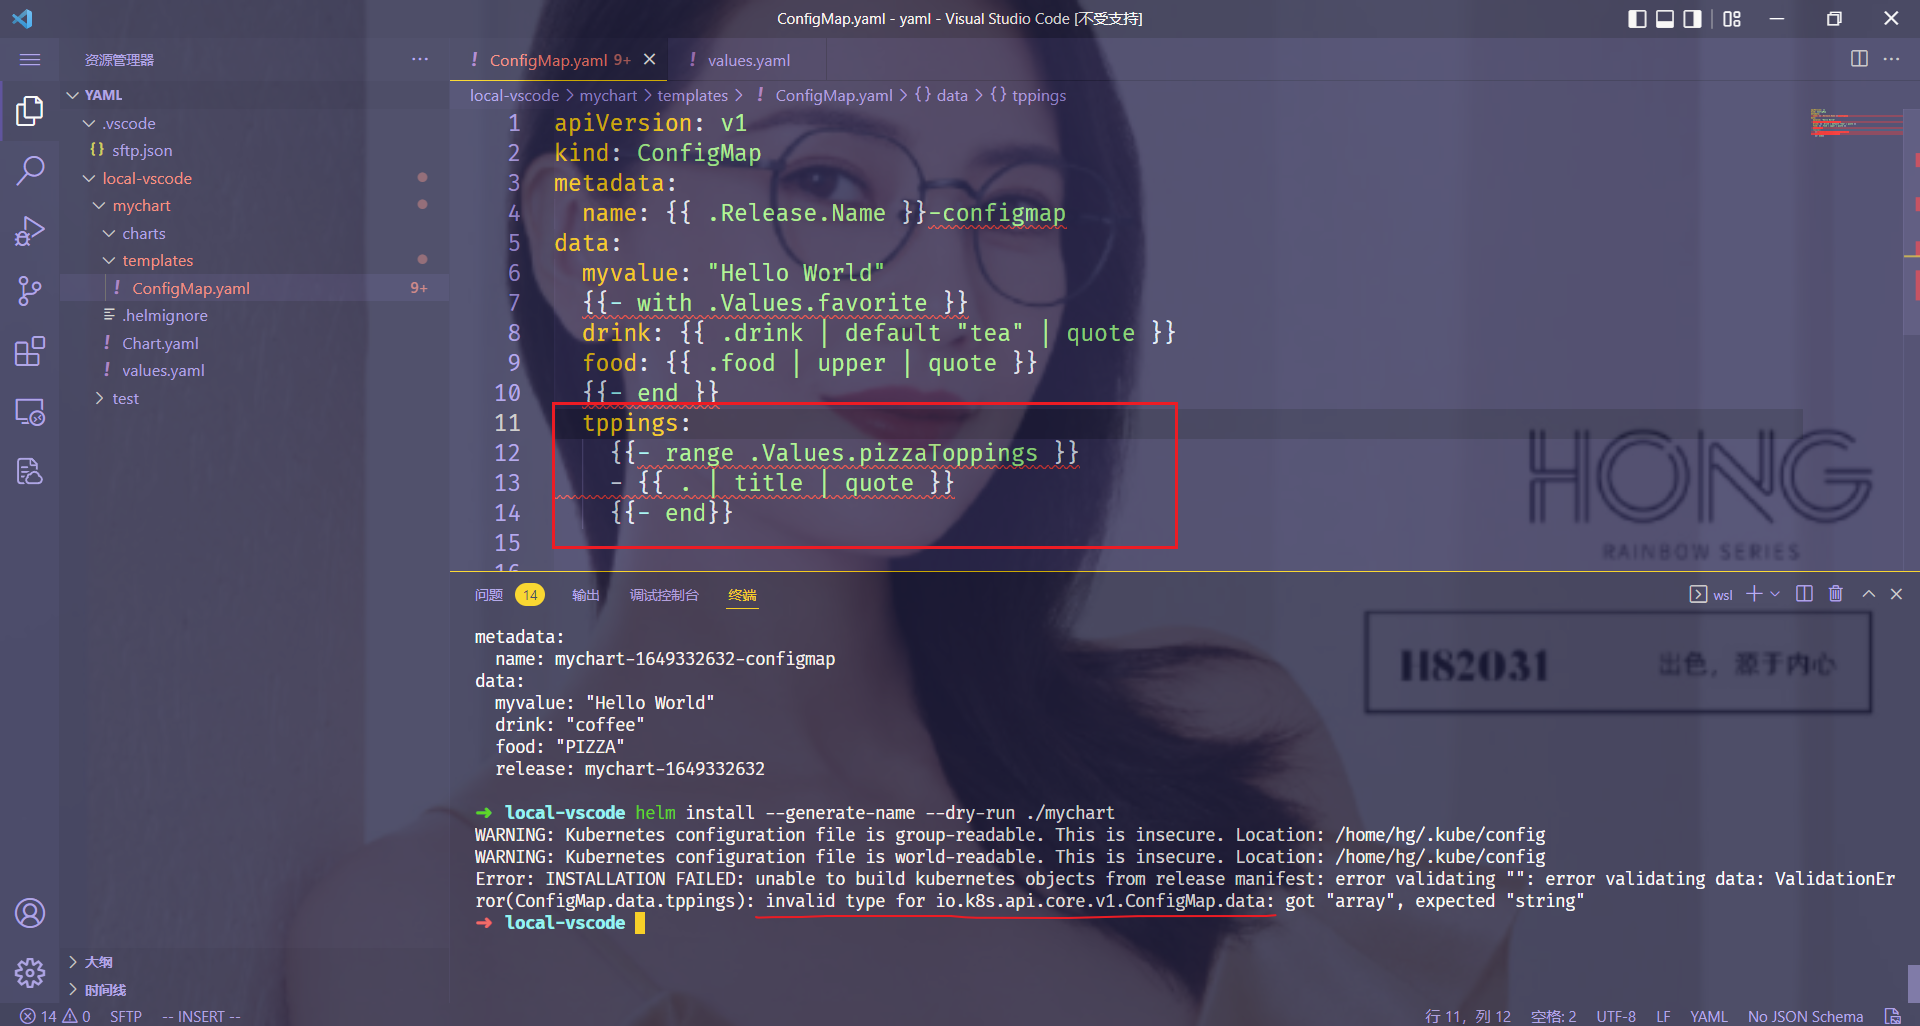 ConfigMap.yaml - yaml - Visual Studio Code [不受支持]
资源管理器
YAML
.vscode
{} sftp.json
local-vscode
mychart
charts
templates
! ConfigMap.yaml 9+
.helmignore
! Chart.yaml
! values.yaml
test
大纲
时间线
! ConfigMap.yaml 9+
! values.yaml
local-vscode > mychart > templates > ! ConfigMap.yaml > {} data > {} tppings
1 apiVersion: v1
2 kind: ConfigMap
3 metadata:
4 name: {{ .Release.Name }}-configmap
5 data:
6 myvalue: "Hello World"
7 {{- with .Values.favorite }}
8 drink: {{ .drink | default "tea" | quote }}
9 food: {{ .food | upper | quote }}
10 {{- end }}
11 tppings:
12 {{- range .Values.pizzaToppings }}
13 - {{ . | title | quote }}
14 {{- end}}
15
16
HONG
RAINBOW SERIES
H82031 出色，源于内心
问题 14 输出 调试控制台 终端
wsl
metadata:
name: mychart-1649332632-configmap
data:
myvalue: "Hello World"
drink: "coffee"
food: "PIZZA"
release: mychart-1649332632
➜ local-vscode helm install --generate-name --dry-run ./mychart
WARNING: Kubernetes configuration file is group-readable. This is insecure. Location: /home/hg/.kube/config
WARNING: Kubernetes configuration file is world-readable. This is insecure. Location: /home/hg/.kube/config
Error: INSTALLATION FAILED: unable to build kubernetes objects from release manifest: error validating "": error validating data: ValidationEr
ror(ConfigMap.data.tppings): invalid type for io.k8s.api.core.v1.ConfigMap.data: got "array", expected "string"
➜ local-vscode
14 0 SFTP -- INSERT --
行 11，列 12 空格: 2 UTF-8 LF YAML No JSON Schema